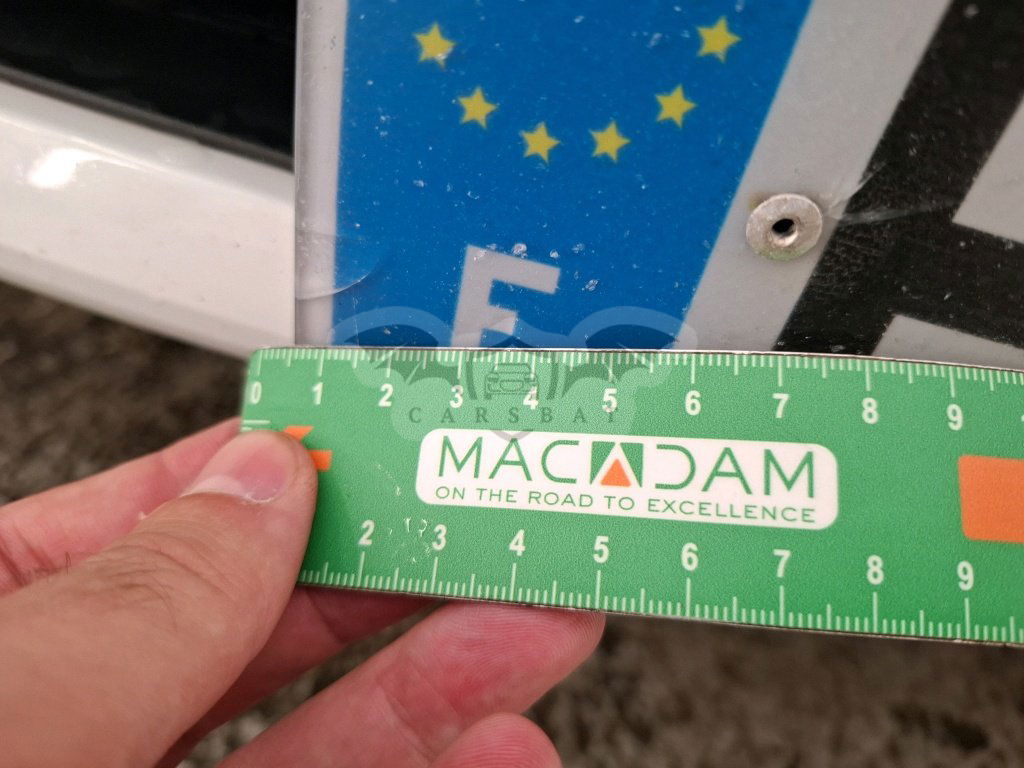 F
0 1 2 3 4 5 6 7 8 9
CARSBAY
MACADAM
ON THE ROAD TO EXCELLENCE
2 3 4 5 6 7 8 9